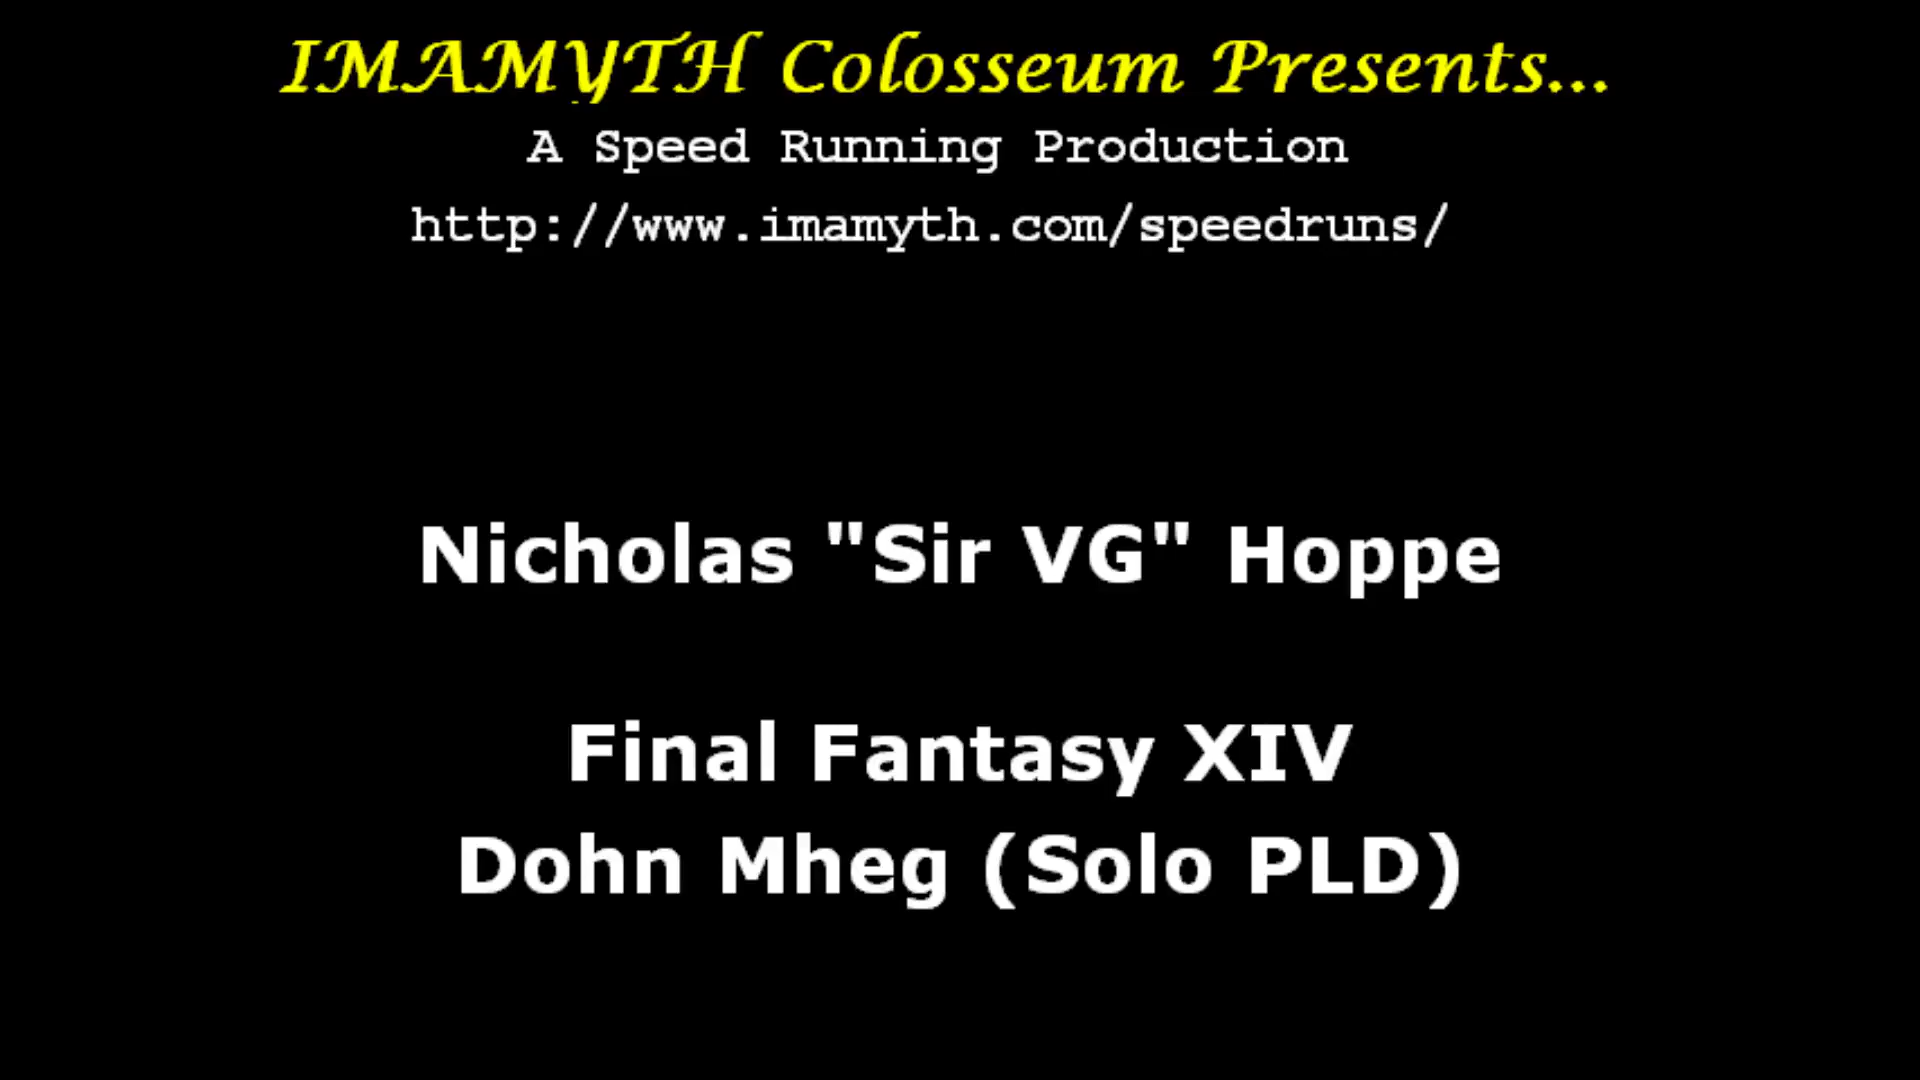 IMAMYTH Colosseum Presents...
A Speed Running Production
http://www.imamyth.com/speedruns/
Nicholas "Sir VG" Hoppe
Final Fantasy XIV
Dohn Mheg (Solo PLD)